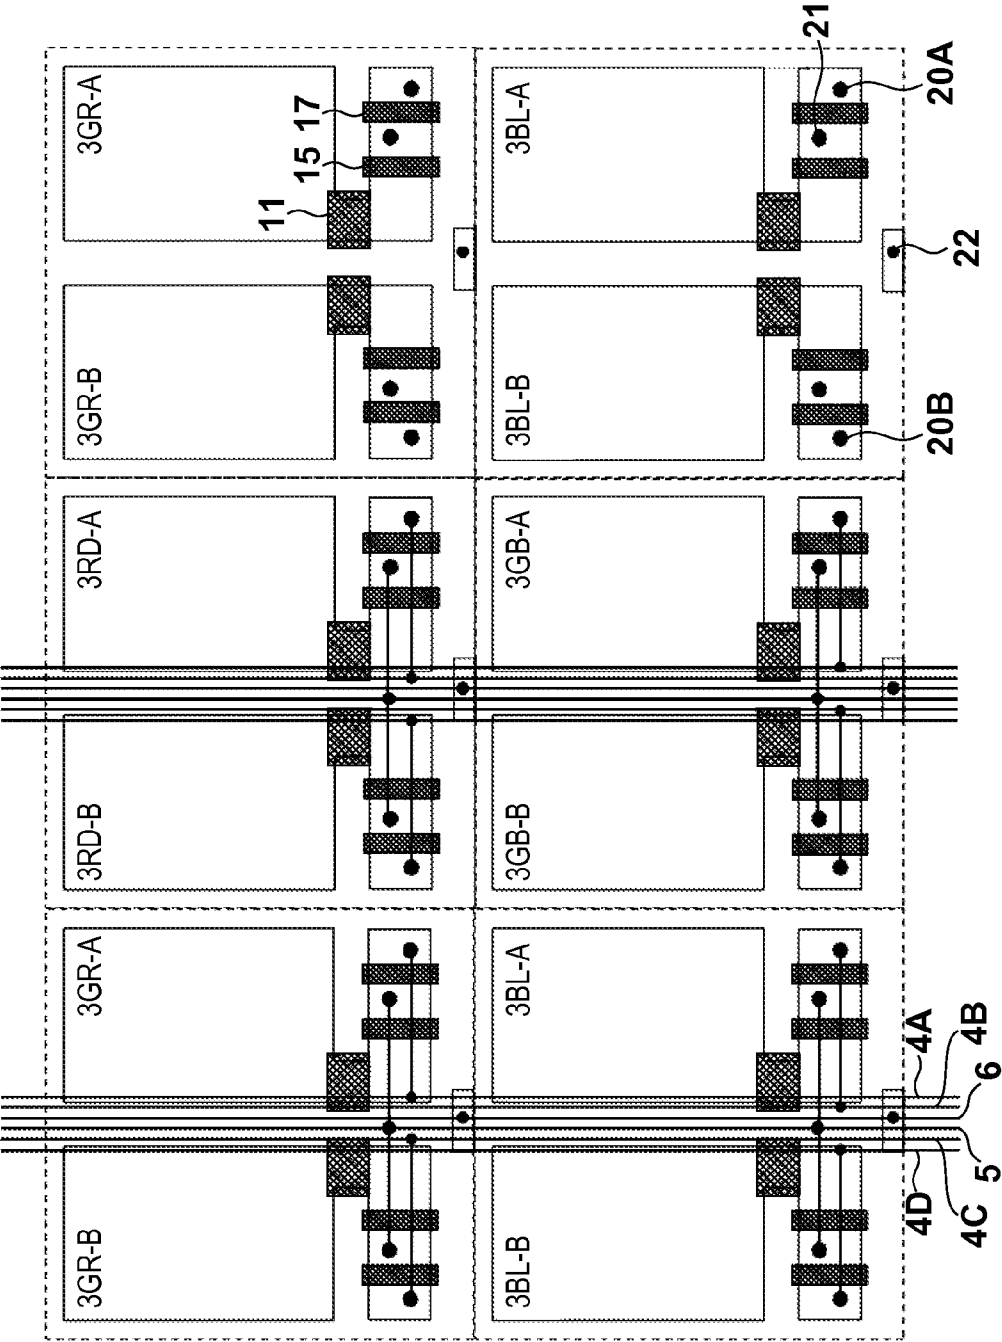 21
3GR-A
17
15
11
3BL-A
20A
3GR-B
3BL-B
22
20B
3RD-A
3GB-A
3RD-B
3GB-B
3GR-A
3BL-A
4A
4B
6
5
4C
4D
3GR-B
3BL-B